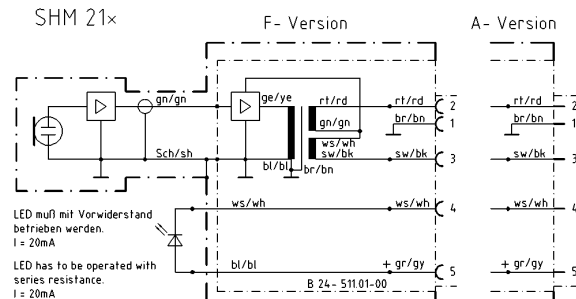 SHM 21x
F- Version
A- Version
gn/gn
ge/ye
rt/rd
rt/rd
2
rt/rd
2
gn/gn
br/bn
1
br/bn
1
ws/wh
Sch/sh
sw/bk
sw/bk
3
sw/bk
3
bl/bl
br/bn
LED muß mit Vorwiderstand
betrieben werden.
I = 20mA
ws/wh
ws/wh
4
ws/wh
4
LED has to be operated with
series resistance.
I = 20mA
bl/bl
+ gr/gy
5
+ gr/gy
5
B 24- 511.01-00